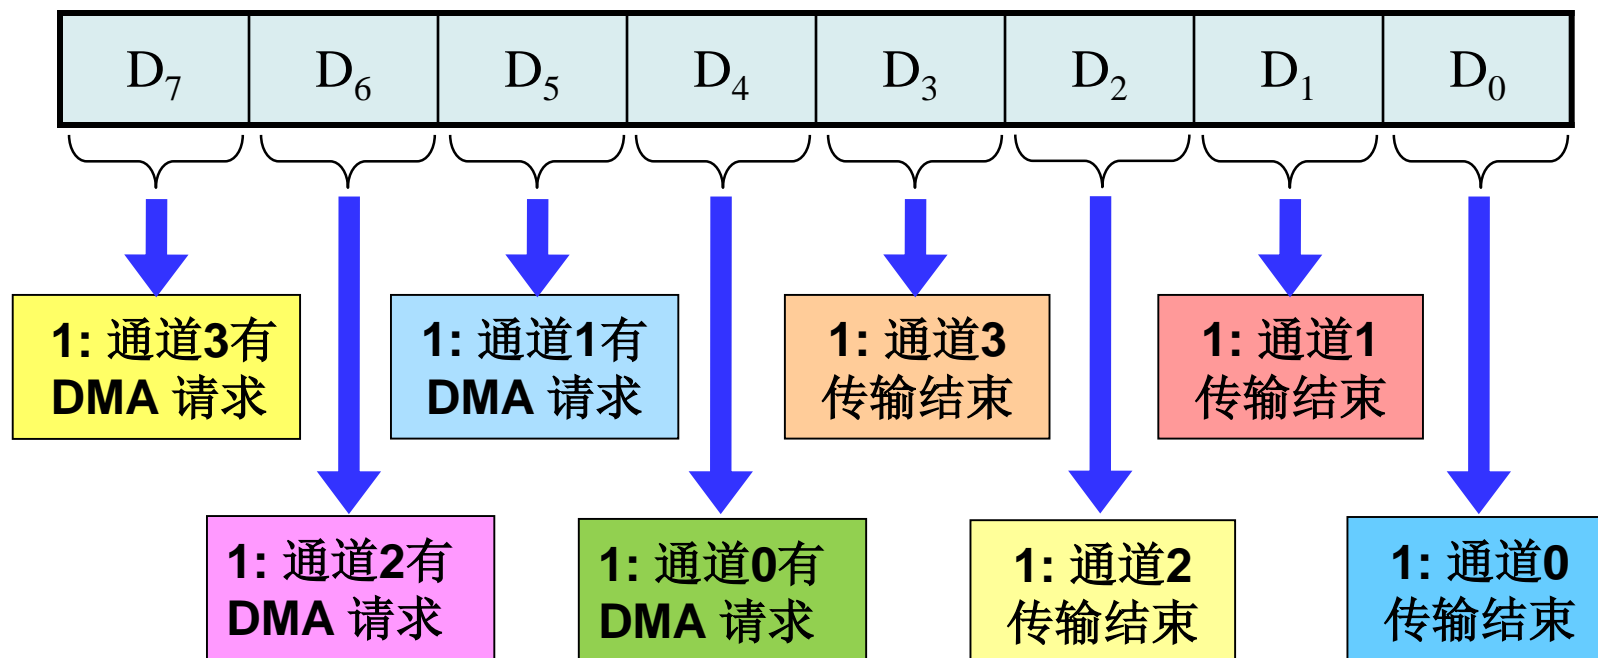 D₇ D₆ D₅ D₄ D₃ D₂ D₁ D₀
1: 通道3有
DMA 请求
1: 通道1有
DMA 请求
1: 通道3
传输结束
1: 通道1
传输结束
1: 通道2有
DMA 请求
1: 通道0有
DMA 请求
1: 通道2
传输结束
1: 通道0
传输结束